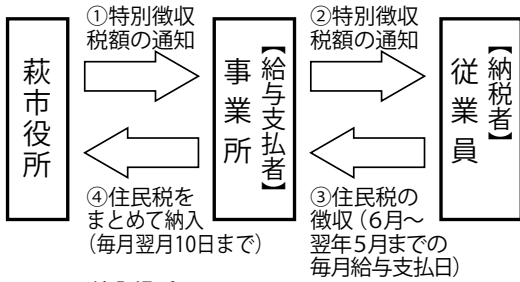 ①特別徴収
税額の通知
②特別徴収
税額の通知
萩市役所
事業所
【給与支払者】
従業員
【納税者】
④住民税を
まとめて納入
（毎月翌月10日まで）
③住民税の
徴収（6月～
翌年5月までの
毎月給与支払日）